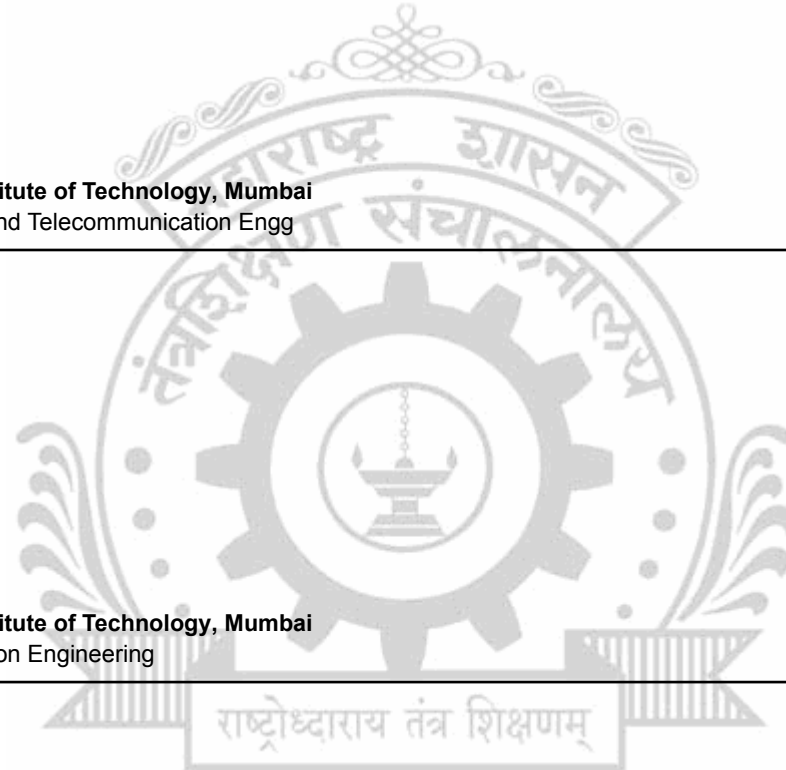 महाराष्ट्र शासन
itute of Technology, Mumbai
nd Telecommunication Engg
तंत्रशिक्षण संचालनालय
itute of Technology, Mumbai
on Engineering
राष्ट्रोध्दाराय तंत्र शिक्षणम्